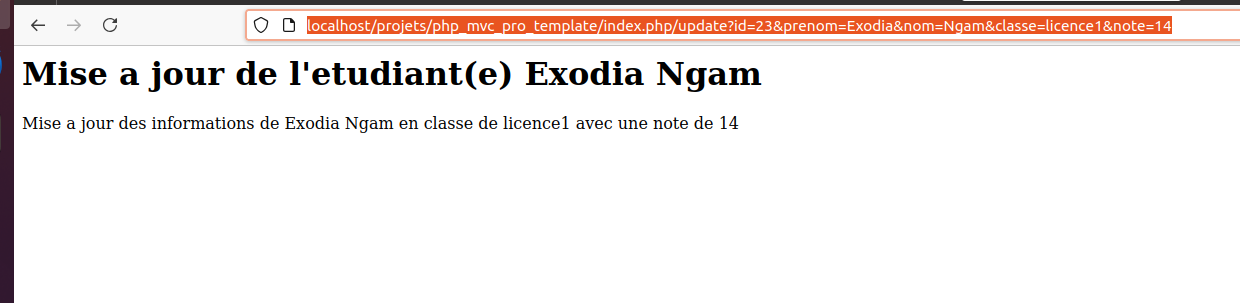 localhost/projets/php_mvc_pro_template/index.php/update?id=23&prenom=Exodia&nom=Ngam&classe=licence1&note=14
Mise a jour de l'etudiant(e) Exodia Ngam
Mise a jour des informations de Exodia Ngam en classe de licence1 avec une note de 14